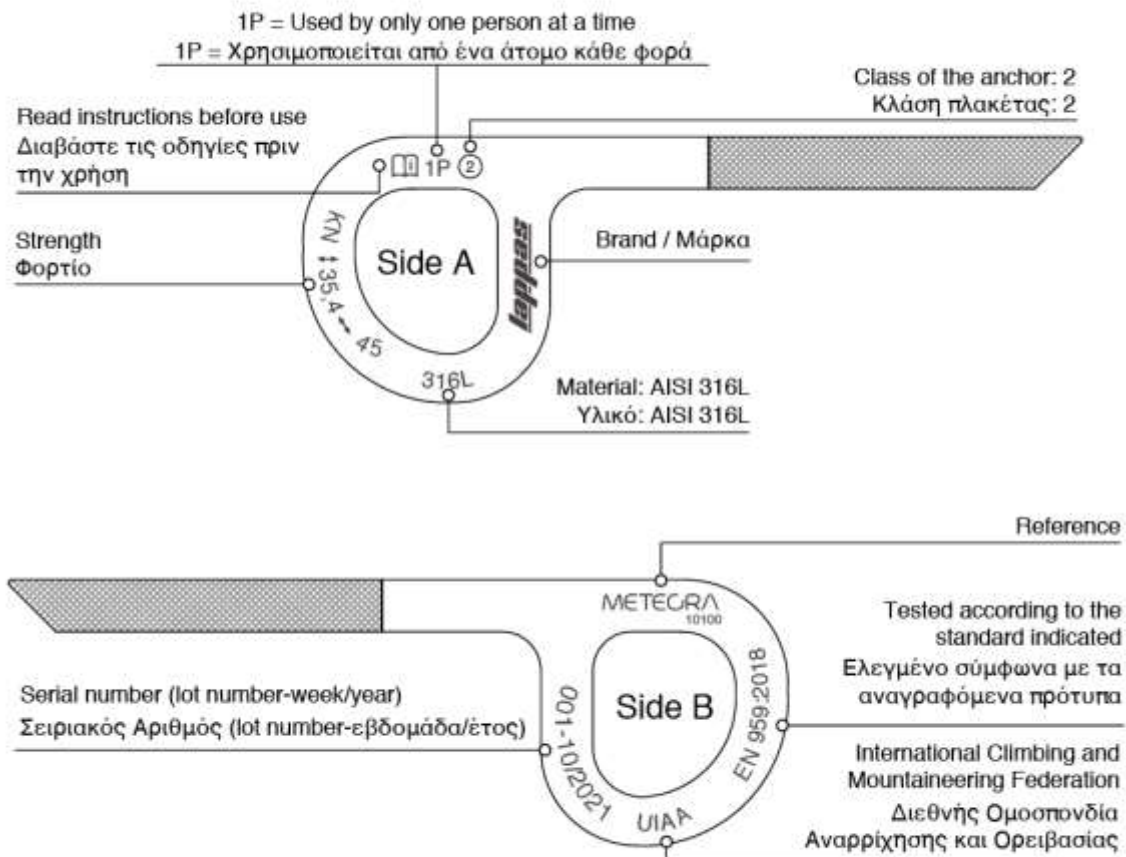 1P = Used by only one person at a time
1P = Χρησιμοποιείται από ένα άτομο κάθε φορά
Class of the anchor: 2
Κλάση πλακέτας: 2
Read instructions before use
Διαβάστε τις οδηγίες πριν
την χρήση
1P 2
Strength
Φορτίο
KN ↕35,4 ↔ 45
Side A
lappas
Brand / Μάρκα
316L
Material: AISI 316L
Υλικό: AISI 316L
Reference
METEGRA
10100
Tested according to the
standard indicated
Ελεγμένο σύμφωνα με τα
αναγραφόμενα πρότυπα
Serial number (lot number-week/year)
Σειριακός Αριθμός (lot number-εβδομάδα/έτος)
Side B
001-10/2021
EN 959:2018
UIAA
International Climbing and
Mountaineering Federation
Διεθνής Ομοσπονδία
Αναρρίχησης και Ορειβασίας